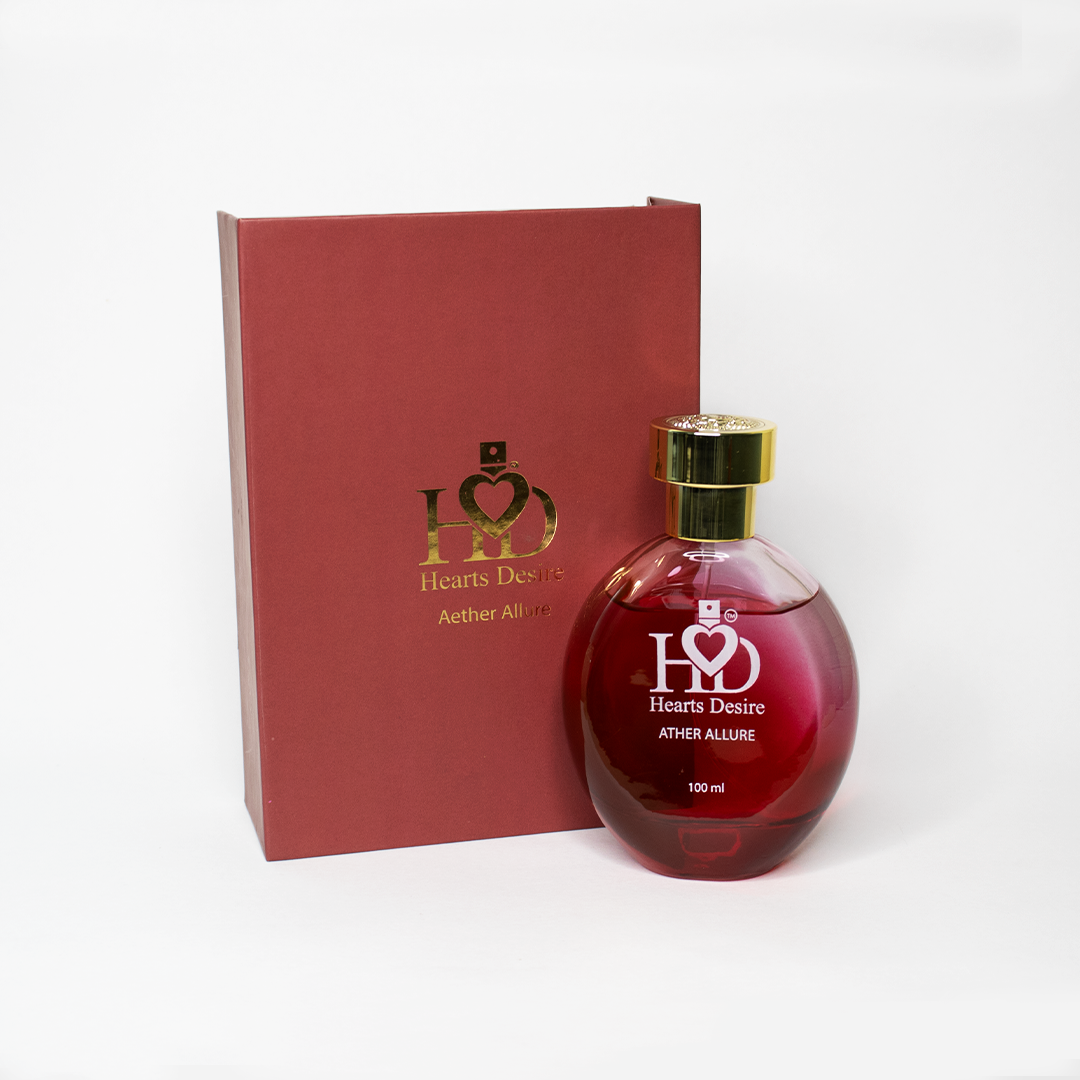 HD
Hearts Desire
Aether Allure
HD
TM
Hearts Desire
ATHER ALLURE
100 ml